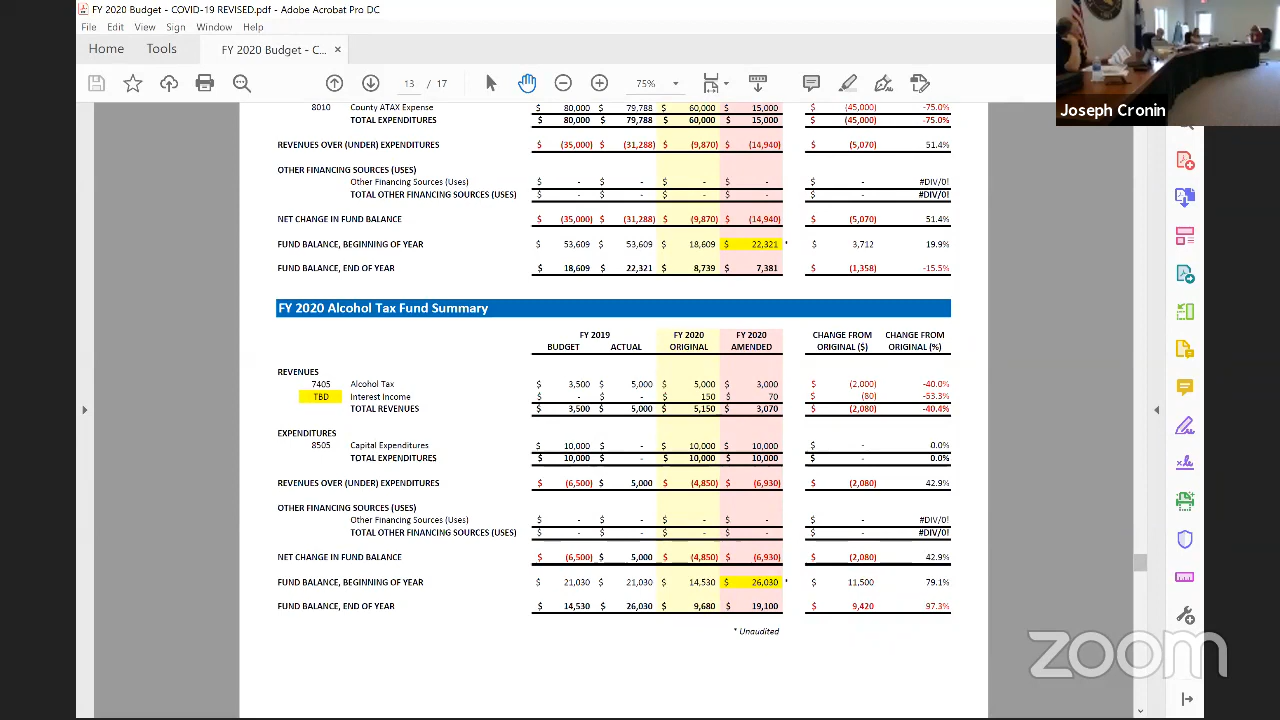 FY 2020 Budget - COVID-19 REVISED.pdf - Adobe Acrobat Pro DC
File Edit View Sign Window Help
Home Tools FY 2020 Budget - C... ×
13 / 17 75%
Joseph Cronin
8010 County ATAX Expense $ 80,000 $ 79,788 $ 60,000 $ 15,000 $ (45,000) -75.0%
TOTAL EXPENDITURES $ 80,000 $ 79,788 $ 60,000 $ 15,000 $ (45,000) -75.0%
REVENUES OVER (UNDER) EXPENDITURES $ (35,000) $ (31,288) $ (9,870) $ (14,940) $ (5,070) 51.4%
OTHER FINANCING SOURCES (USES)
Other Financing Sources (Uses) $ - $ - $ - $ - $ - #DIV/0!
TOTAL OTHER FINANCING SOURCES (USES) $ - $ - $ - $ - $ - #DIV/0!
NET CHANGE IN FUND BALANCE $ (35,000) $ (31,288) $ (9,870) $ (14,940) $ (5,070) 51.4%
FUND BALANCE, BEGINNING OF YEAR $ 53,609 $ 53,609 $ 18,609 $ 22,321 * $ 3,712 19.9%
FUND BALANCE, END OF YEAR $ 18,609 $ 22,321 $ 8,739 $ 7,381 $ (1,358) -15.5%
FY 2020 Alcohol Tax Fund Summary
FY 2019 FY 2020 FY 2020 CHANGE FROM CHANGE FROM
BUDGET ACTUAL ORIGINAL AMENDED ORIGINAL ($) ORIGINAL (%)
REVENUES
7405 Alcohol Tax $ 3,500 $ 5,000 $ 5,000 $ 3,000 $ (2,000) -40.0%
TBD Interest Income $ - $ - $ 150 $ 70 $ (80) -53.3%
TOTAL REVENUES $ 3,500 $ 5,000 $ 5,150 $ 3,070 $ (2,080) -40.4%
EXPENDITURES
8505 Capital Expenditures $ 10,000 $ - $ 10,000 $ 10,000 $ - 0.0%
TOTAL EXPENDITURES $ 10,000 $ - $ 10,000 $ 10,000 $ - 0.0%
REVENUES OVER (UNDER) EXPENDITURES $ (6,500) $ 5,000 $ (4,850) $ (6,930) $ (2,080) 42.9%
OTHER FINANCING SOURCES (USES)
Other Financing Sources (Uses) $ - $ - $ - $ - $ - #DIV/0!
TOTAL OTHER FINANCING SOURCES (USES) $ - $ - $ - $ - $ - #DIV/0!
NET CHANGE IN FUND BALANCE $ (6,500) $ 5,000 $ (4,850) $ (6,930) $ (2,080) 42.9%
FUND BALANCE, BEGINNING OF YEAR $ 21,030 $ 21,030 $ 14,530 $ 26,030 * $ 11,500 79.1%
FUND BALANCE, END OF YEAR $ 14,530 $ 26,030 $ 9,680 $ 19,100 $ 9,420 97.3%
* Unaudited
zoom